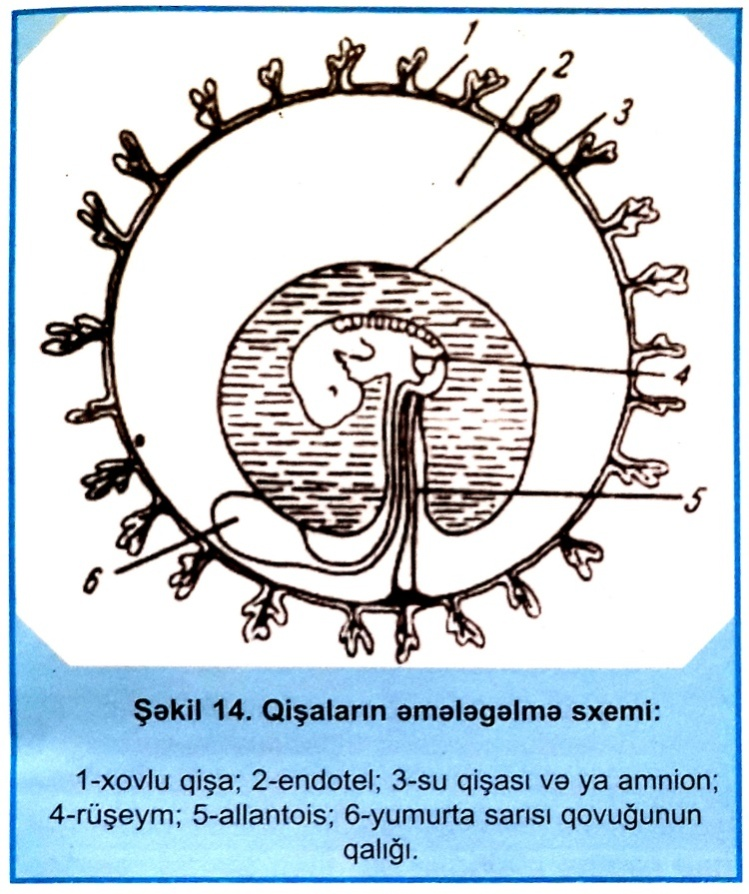 1
2
3
4
5
6
Şəkil 14. Qişaların əmələgəlmə sxemi:
1-xovlu qişa; 2-endotel; 3-su qişası və ya amnion;
4-rüşeym; 5-allantois; 6-yumurta sarısı qovuğunun
qalığı.